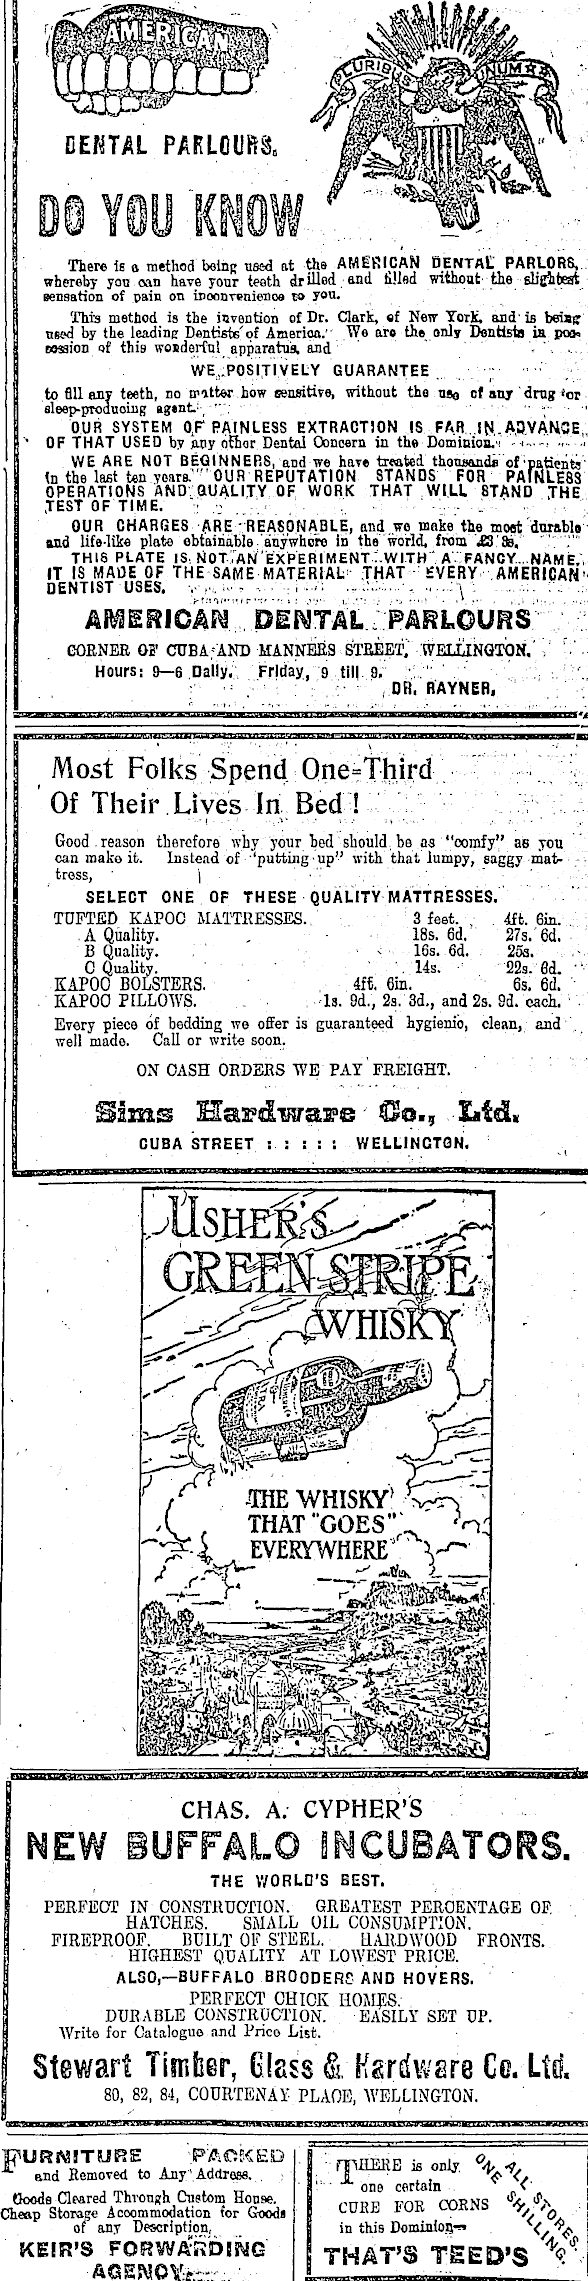 AMERICAN
PLURIBUS UNUM
DENTAL PARLOURS.
DO YOU KNOW
There is a method being used at the AMERICAN DENTAL PARLORS,
whereby you can have your teeth drilled and filled without the slightest
sensation of pain on inconvenience to you.
This method is the invention of Dr. Clark, of New York, and is being
used by the leading Dentists of America. We are the only Dentists in pos-
session of this wonderful apparatus, and
WE POSITIVELY GUARANTEE
to fill any teeth, no matter how sensitive, without the use of any drug or
sleep-producing agent.
OUR SYSTEM OF PAINLESS EXTRACTION IS FAR IN ADVANCE
OF THAT USED by any other Dental Concern in the Dominion.
WE ARE NOT BEGINNERS, and we have treated thousands of patients
in the last ten years. OUR REPUTATION STANDS FOR PAINLESS
OPERATIONS AND QUALITY OF WORK THAT WILL STAND THE
TEST OF TIME.
OUR CHARGES ARE REASONABLE, and we make the most durable
and life-like plate obtainable anywhere in the world, from £3 3s.
THIS PLATE IS NOT AN EXPERIMENT WITH A FANCY NAME.
IT IS MADE OF THE SAME MATERIAL THAT EVERY AMERICAN
DENTIST USES.
AMERICAN DENTAL PARLOURS
CORNER OF CUBA AND MANNERS STREET, WELLINGTON.
Hours: 9—6 Daily. Friday, 9 till 9.
DR. RAYNER,
Most Folks Spend One-Third
Of Their Lives In Bed!
Good reason therefore why your bed should be as "comfy" as you
can make it. Instead of "putting up" with that lumpy, saggy mat-
tress,
SELECT ONE OF THESE QUALITY MATTRESSES.
TUFTED KAPOC MATTRESSES. 3 feet. 4ft. 6in.
A Quality. 18s. 6d. 27s. 6d.
B Quality. 16s. 6d. 25s.
C Quality. 14s. 22s. 6d.
KAPOC BOLSTERS. 4ft. 6in. 6s. 6d.
KAPOC PILLOWS. 1s. 9d., 2s. 3d., and 2s. 9d. each.
Every piece of bedding we offer is guaranteed hygienic, clean, and
well made. Call or write soon.
ON CASH ORDERS WE PAY FREIGHT.
Sims Hardware Co., Ltd.
CUBA STREET : : : : : WELLINGTON.
USHER'S
GREEN STRIPE
WHISKY
THE WHISKY
THAT "GOES"
EVERYWHERE
CHAS. A. CYPHER'S
NEW BUFFALO INCUBATORS.
THE WORLD'S BEST.
PERFECT IN CONSTRUCTION. GREATEST PERCENTAGE OF
HATCHES. SMALL OIL CONSUMPTION.
FIREPROOF. BUILT OF STEEL. HARDWOOD FRONTS.
HIGHEST QUALITY AT LOWEST PRICE.
ALSO,—BUFFALO BROODERS AND HOVERS.
PERFECT CHICK HOMES.
DURABLE CONSTRUCTION. EASILY SET UP.
Write for Catalogue and Price List.
Stewart Timber, Glass & Hardware Co. Ltd.
80, 82, 84, COURTENAY PLACE, WELLINGTON.
FURNITURE PACKED
and Removed to Any Address.
Goods Cleared Through Custom House.
Cheap Storage Accommodation for Goods
of any Description.
KEIR'S FORWARDING
AGENCY.
THERE is only
one certain
CURE FOR CORNS
in this Dominion—
THAT'S TEED'S
ALL STORES.
ONE SHILLING.